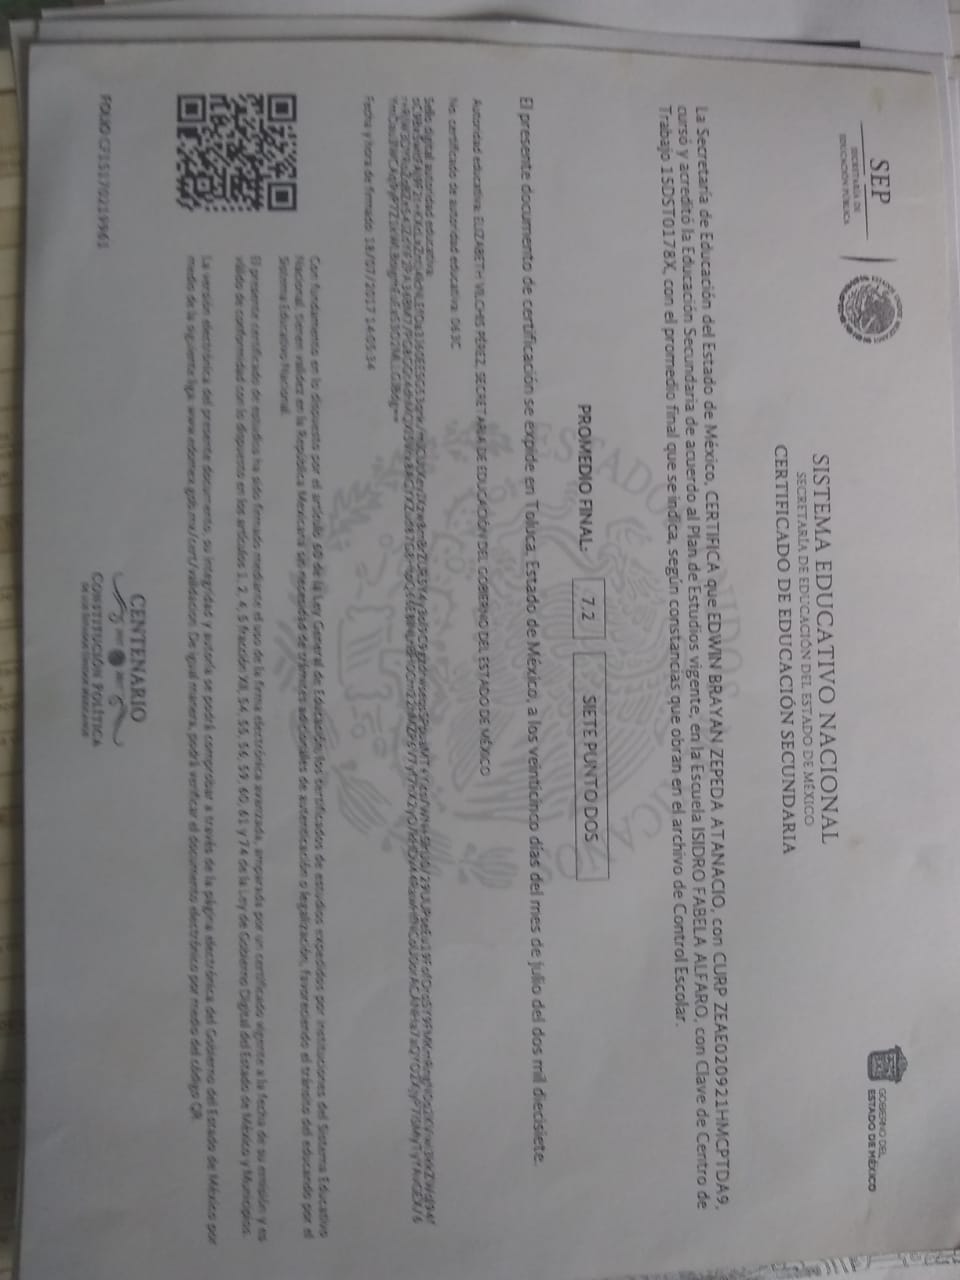 SEP
SECRETARÍA DE
EDUCACIÓN PÚBLICA
GOBIERNO DEL
ESTADO DE MÉXICO
SISTEMA EDUCATIVO NACIONAL
SECRETARÍA DE EDUCACIÓN DEL ESTADO DE MÉXICO
CERTIFICADO DE EDUCACIÓN SECUNDARIA
La Secretaría de Educación del Estado de México, CERTIFICA que EDWIN BRAYAN ZEPEDA ATANACIO, con CURP ZEAE020921HMCPTDA9,
cursó y acreditó la Educación Secundaria de acuerdo al Plan de Estudios vigente, en la Escuela ISIDRO FABELA ALFARO, con Clave de Centro de
Trabajo 15DST0178X, con el promedio final que se indica, según constancias que obran en el archivo de Control Escolar.
PROMEDIO FINAL: 7.2 SIETE PUNTO DOS
El presente documento de certificación se expide en Toluca, Estado de México, a los veinticinco días del mes de julio del dos mil diecisiete.
Autoridad educativa: ELIZABETH VILCHIS PÉREZ, SECRETARIA DE EDUCACIÓN DEL GOBIERNO DEL ESTADO DE MÉXICO
No. certificado de autoridad educativa:
Sello digital autoridad educativa:
Fecha y hora de firmado: 18/07/2017
Con fundamento en lo dispuesto por el artículo 60 de la Ley General de Educación, los certificados de estudios expedidos por instituciones del Sistema Educativo
Nacional, tienen validez en la República Mexicana sin necesidad de trámites adicionales de autenticación o legalización, favoreciendo el tránsito del educando por el
Sistema Educativo Nacional.
El presente certificado de estudios ha sido firmado mediante el uso de la firma electrónica avanzada, amparada por un certificado vigente a la fecha de su emisión y es
válido de conformidad con lo dispuesto en los artículos 1, 2, 4, 5 fracción XII, 54, 55, 56, 59, 60, 61 y 74 de la Ley de Gobierno Digital del Estado de México y Municipios.
La versión electrónica del presente documento, su integridad y autoría se podrá comprobar a través de la página electrónica del Gobierno del Estado de México por
medio de la siguiente liga: www.edomex.gob.mx/cert/validacion. De igual manera, podrá verificar el documento electrónico por medio del código QR.
CENTENARIO
CONSTITUCIÓN POLÍTICA
DE LOS ESTADOS UNIDOS MEXICANOS
FOLIO